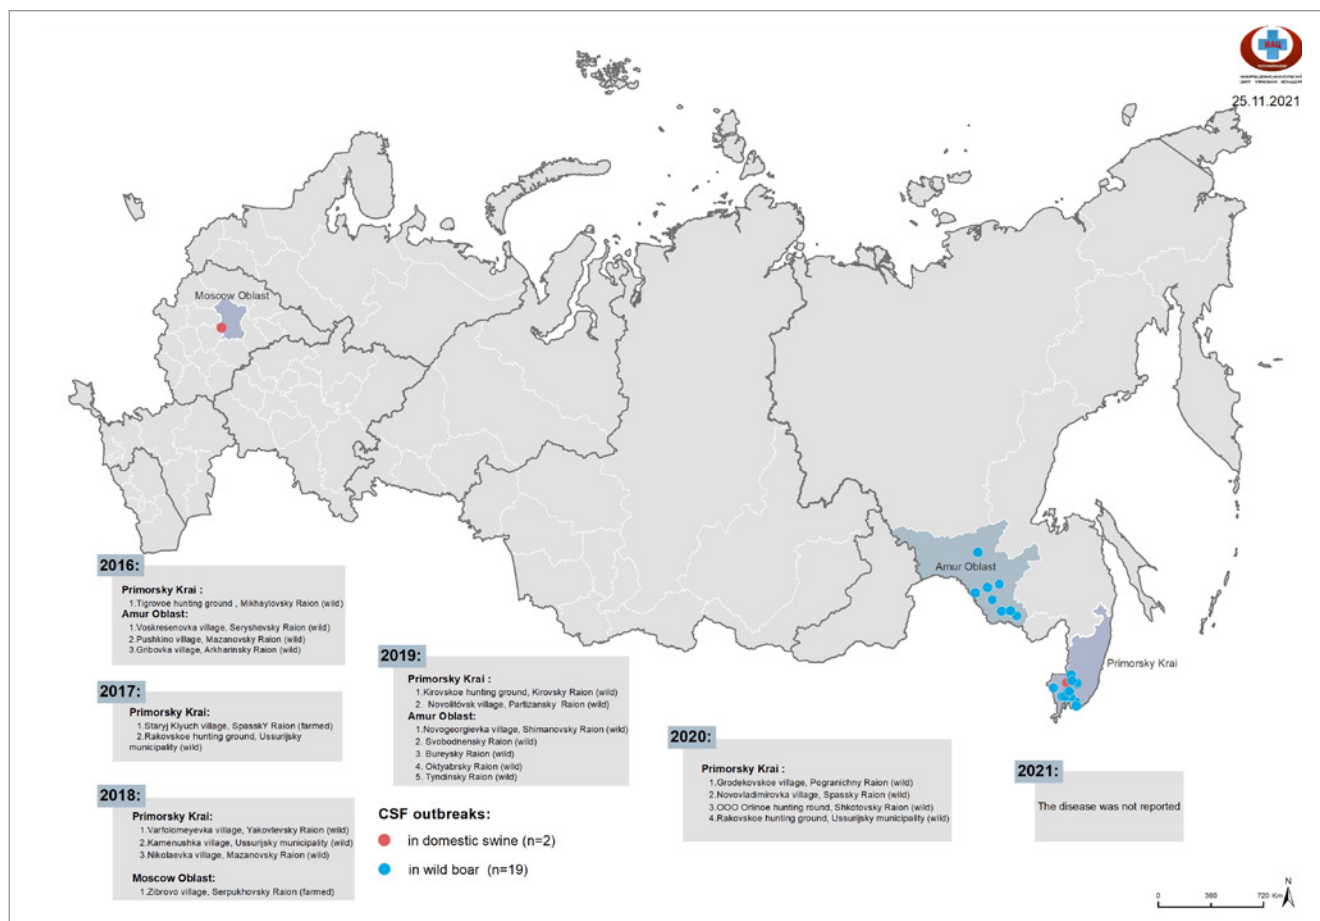 ИАЦ
25.11.2021
Moscow Oblast
Amur Oblast
Primorsky Krai
2016:
Primorsky Krai :
1.Tigrovoe hunting ground , Mikhaylovsky Raion (wild)
Amur Oblast:
1.Voskresenovka village, Seryshevsky Raion (wild)
2.Pushkino village, Mazanovsky Raion (wild)
3.Gribovka village, Arkharinsky Raion (wild)
2017:
Primorsky Krai:
1.Staryj Klyuch village, SpasskY Raion (farmed)
2.Rakovskoe hunting ground, Ussurijsky
municipality (wild)
2018:
Primorsky Krai:
1.Varfolomeyevka village, Yakovlevsky Raion (wild)
2.Kamenushka village, Ussurijsky municipality (wild)
3.Nikolaevka village, Mazanovsky Raion (wild)
Moscow Oblast:
1.Zibrovo village, Serpukhovsky Raion (farmed)
2019:
Primorsky Krai :
1.Kirovskoe hunting ground, Kirovsky Raion (wild)
2. Novolitóvsk village, Partizansky Raion (wild)
Amur Oblast:
1.Novogeorgievka village, Shimanovsky Raion (wild)
2. Svobodnensky Raion (wild)
3. Bureysky Raion (wild)
4. Oktyabrsky Raion (wild)
5. Tyndinsky Raion (wild)
CSF outbreaks:
in domestic swine (n=2)
in wild boar (n=19)
2020:
Primorsky Krai :
1.Grodekovskoe village, Pogranichny Raion (wild)
2.Novovladimirovka village, Spassky Raion (wild)
3.OOO Orlinoe hunting round, Shkotovsky Raion (wild)
4.Rakovskoe hunting ground, Ussurijsky municipality (wild)
2021:
The disease was not reported
N
0 360 720 Km